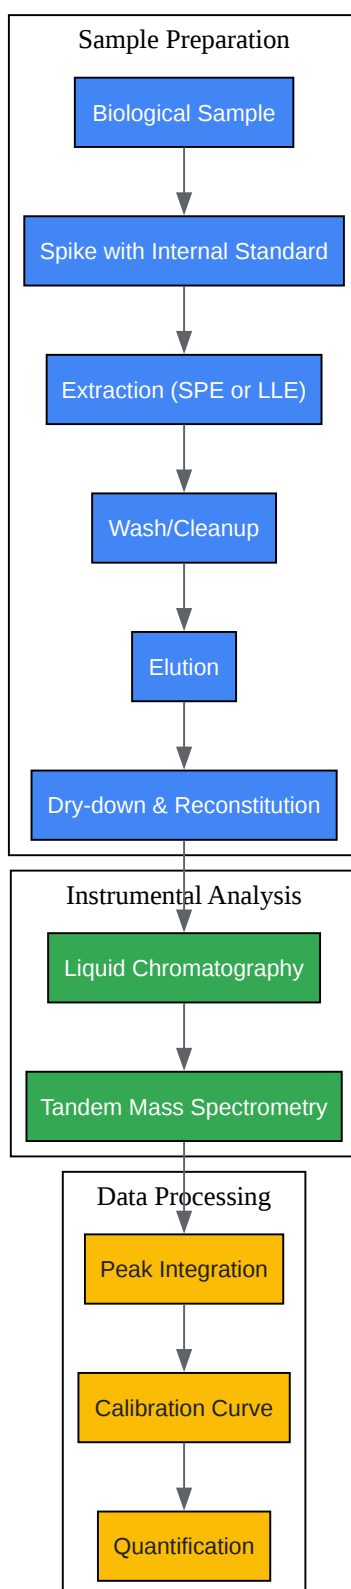 Sample Preparation
Biological Sample
Spike with Internal Standard
Extraction (SPE or LLE)
Wash/Cleanup
Elution
Dry-down & Reconstitution
Instrumental Analysis
Liquid Chromatography
Tandem Mass Spectrometry
Data Processing
Peak Integration
Calibration Curve
Quantification